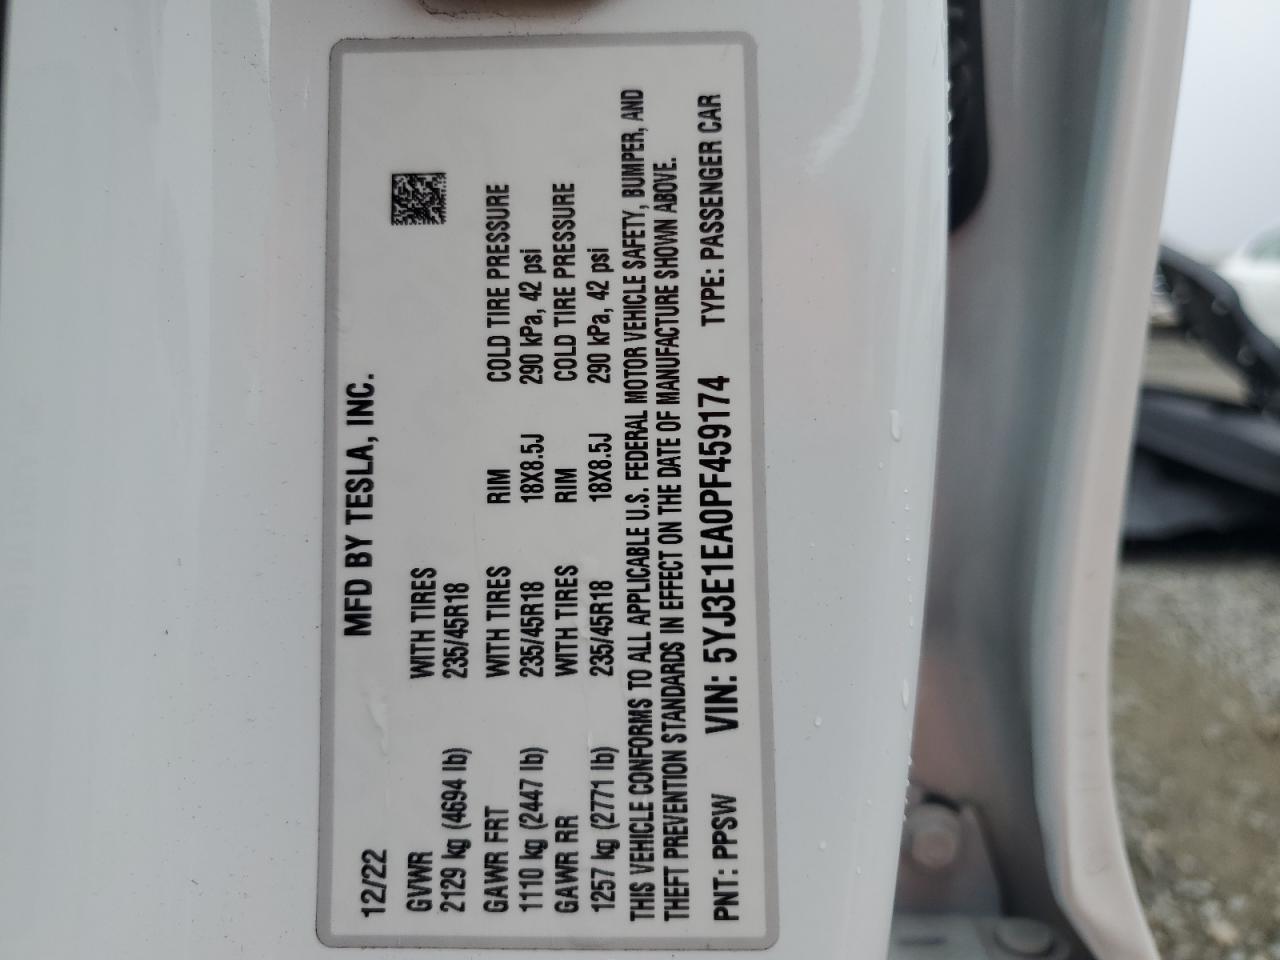 12/22 MFD BY TESLA, INC.
GVWR WITH TIRES
2129 kg (4694 lb) 235/45R18
GAWR FRT WITH TIRES RIM COLD TIRE PRESSURE
1110 kg (2447 lb) 235/45R18 18X8.5J 290 kPa, 42 psi
GAWR RR WITH TIRES RIM COLD TIRE PRESSURE
1257 kg (2771 lb) 235/45R18 18X8.5J 290 kPa, 42 psi
THIS VEHICLE CONFORMS TO ALL APPLICABLE U.S. FEDERAL MOTOR VEHICLE SAFETY, BUMPER, AND
THEFT PREVENTION STANDARDS IN EFFECT ON THE DATE OF MANUFACTURE SHOWN ABOVE.
PNT: PPSW VIN: 5YJ3E1EA0PF459174 TYPE: PASSENGER CAR